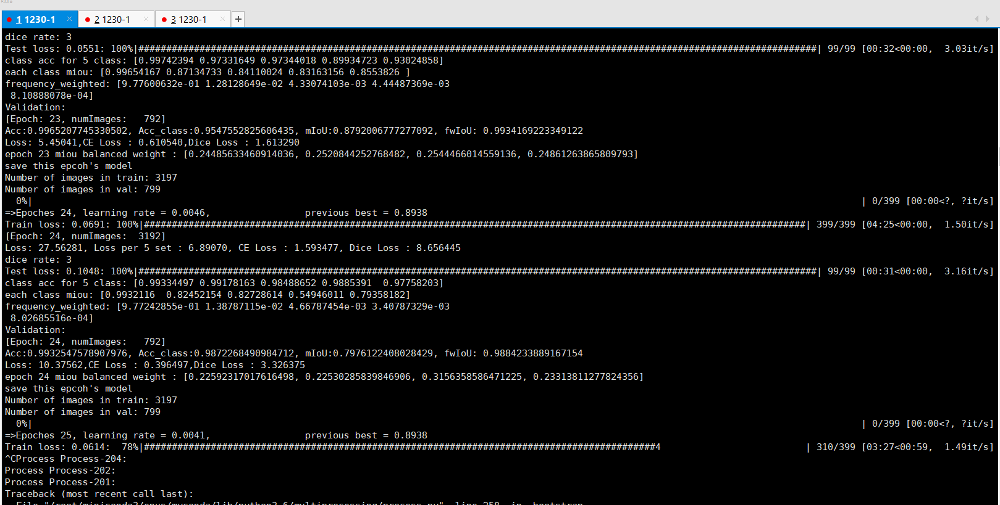 1 1230-1 × 2 1230-1 × 3 1230-1 × +
dice rate: 3
Test loss: 0.0551: 100%|##########################################################################################################################| 99/99 [00:32<00:00,  3.03it/s]
class acc for 5 class: [0.99742394 0.97331649 0.97344018 0.89934723 0.93024858]
each class miou: [0.99654167 0.87134733 0.84110024 0.83163156 0.8553826 ]
frequency_weighted: [9.77600632e-01 1.28128649e-02 4.33074103e-03 4.44487369e-03
 8.10888078e-04]
Validation:
[Epoch: 23, numImages:   792]
Acc:0.9965207745330502, Acc_class:0.9547552825606435, mIoU:0.8792006777277092, fwIoU: 0.9934169223349122
Loss: 5.45041,CE Loss : 0.610540,Dice Loss : 1.613290
epoch 23 miou balanced weight : [0.24485633460914036, 0.2520844252768482, 0.2544466014559136, 0.24861263865809793]
save this epcoh's model
Number of images in train: 3197
Number of images in val: 799
  0%| | 0/399 [00:00<?, ?it/s]
=>Epoches 24, learning rate = 0.0046,                 previous best = 0.8938
Train loss: 0.0691: 100%|#######################################################################################################################| 399/399 [04:25<00:00,  1.50it/s]
[Epoch: 24, numImages:  3192]
Loss: 27.56281, Loss per 5 set : 6.89070, CE Loss : 1.593477, Dice Loss : 8.656445
dice rate: 3
Test loss: 0.1048: 100%|##########################################################################################################################| 99/99 [00:31<00:00,  3.16it/s]
class acc for 5 class: [0.99334497 0.99178163 0.98488652 0.9885391  0.97758203]
each class miou: [0.9932116  0.82452154 0.82728614 0.54946011 0.79358182]
frequency_weighted: [9.77242855e-01 1.38787115e-02 4.66787454e-03 3.40787329e-03
 8.02685516e-04]
Validation:
[Epoch: 24, numImages:   792]
Acc:0.9932547578907976, Acc_class:0.9872268490984712, mIoU:0.7976122408028429, fwIoU: 0.9884233889167154
Loss: 10.37562,CE Loss : 0.396497,Dice Loss : 3.326375
epoch 24 miou balanced weight : [0.22592317017616498, 0.22530285839846906, 0.3156358586471225, 0.23313811277824356]
save this epcoh's model
Number of images in train: 3197
Number of images in val: 799
  0%| | 0/399 [00:00<?, ?it/s]
=>Epoches 25, learning rate = 0.0041,                 previous best = 0.8938
Train loss: 0.0614:  78%|############################################################################################4 | 310/399 [03:27<00:59,  1.49it/s]
^CProcess Process-204:
Process Process-202:
Process Process-201:
Traceback (most recent call last):
  File "/root/miniconda3/envs/myconda/lib/python3.6/multiprocessing/process.py", line 258, in _bootstrap